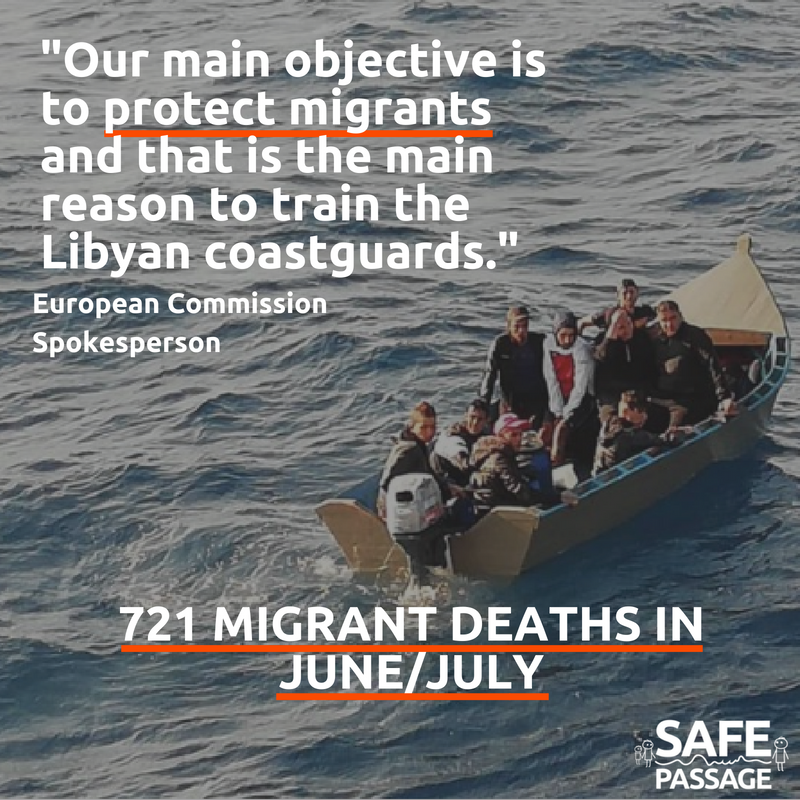 "Our main objective is
to protect migrants
and that is the main
reason to train the
Libyan coastguards."
European Commission
Spokesperson
721 MIGRANT DEATHS IN
JUNE/JULY
SAFE
PASSAGE